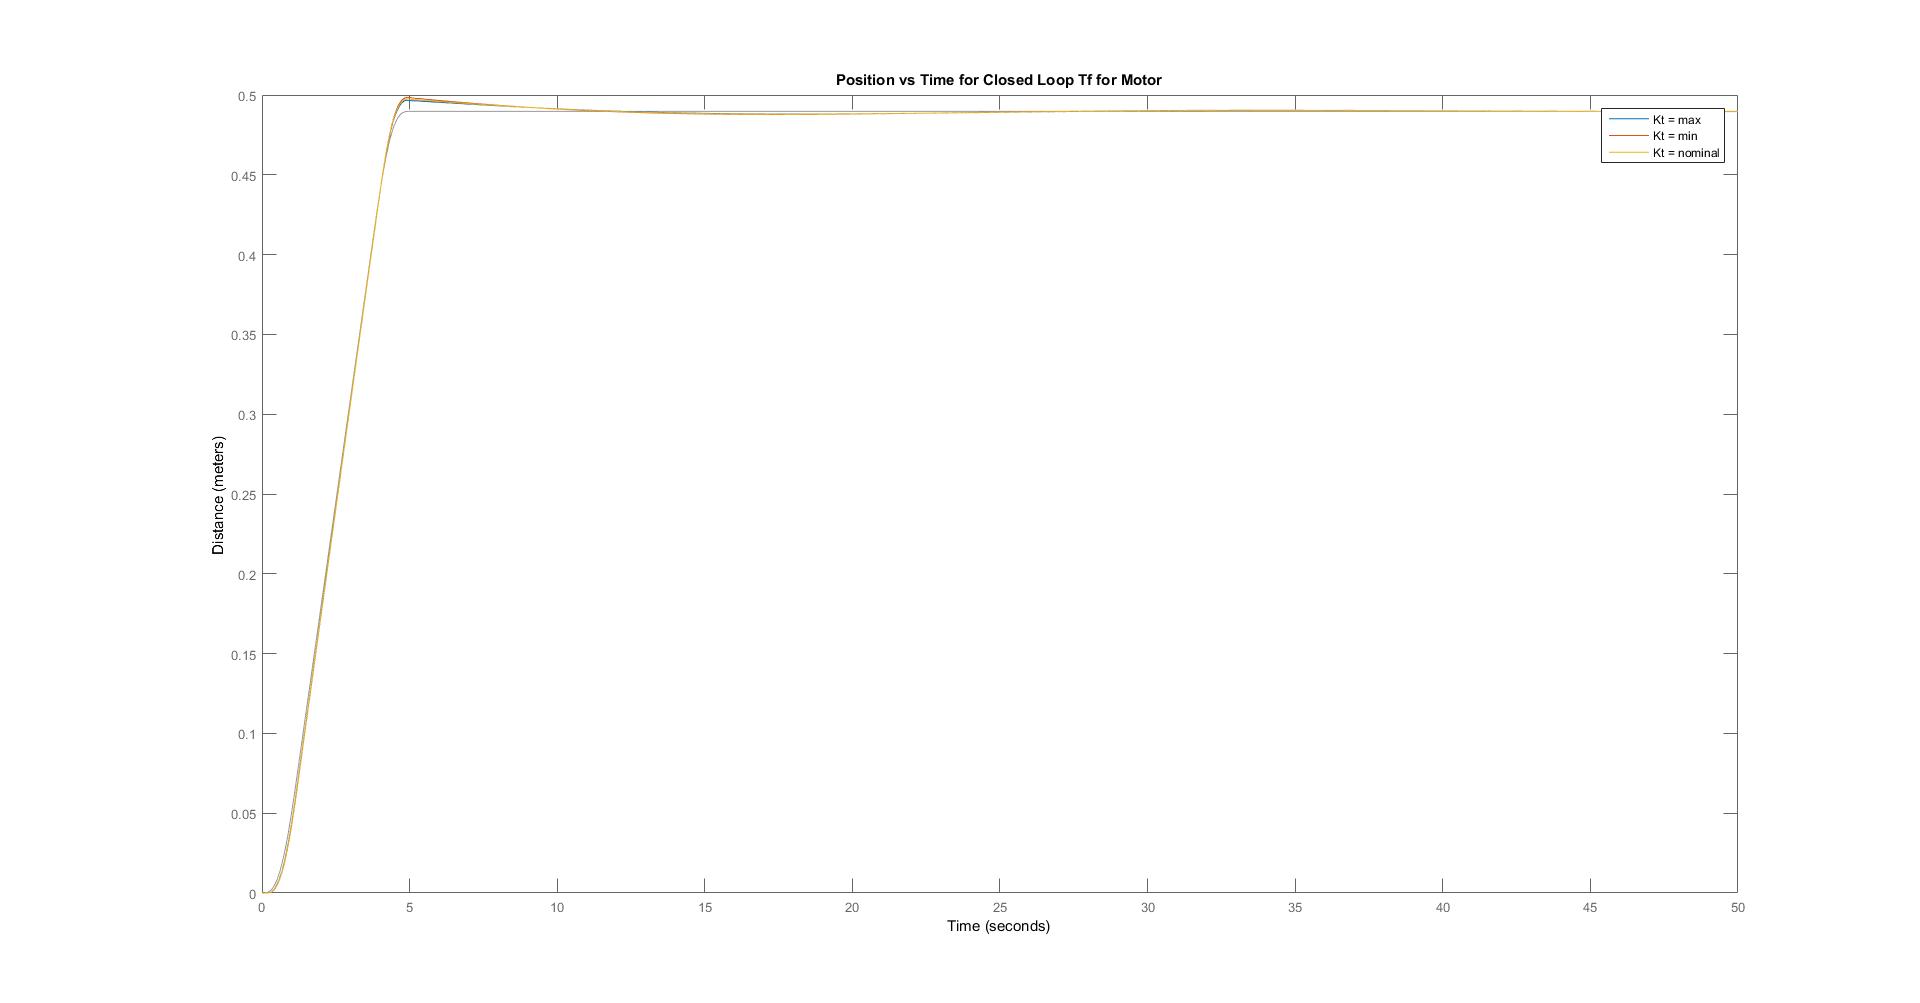 Position vs Time for Closed Loop Tf for Motor
0.5
0.45
0.4
0.35
0.3
0.25
0.2
0.15
0.1
0.05
0
Distance (meters)
Kt = max
Kt = min
Kt = nominal
0 5 10 15 20 25 30 35 40 45 50
Time (seconds)